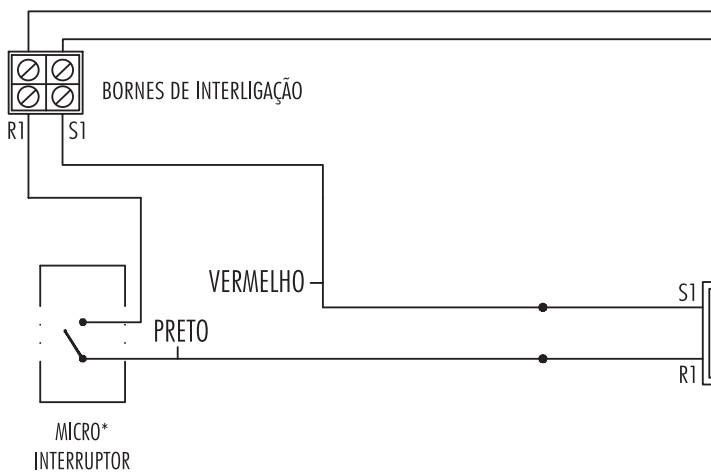 BORNES DE INTERLIGAÇÃO
R1 S1
VERMELHO
S1
PRETO
R1
MICRO*
INTERRUPTOR